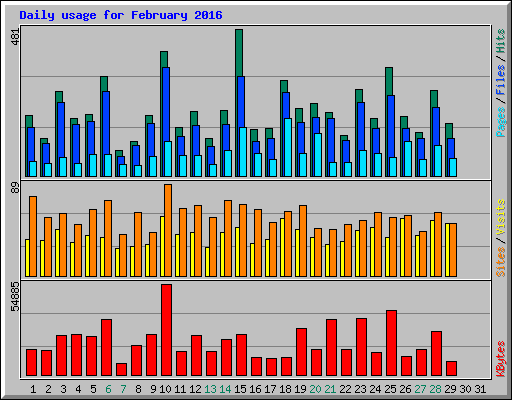 Daily usage for February 2016
481
Pages / Files / Hits
89
Sites / Visits
54885
KBytes
1 2 3 4 5 6 7 8 9 10 11 12 13 14 15 16 17 18 19 20 21 22 23 24 25 26 27 28 29 30 31